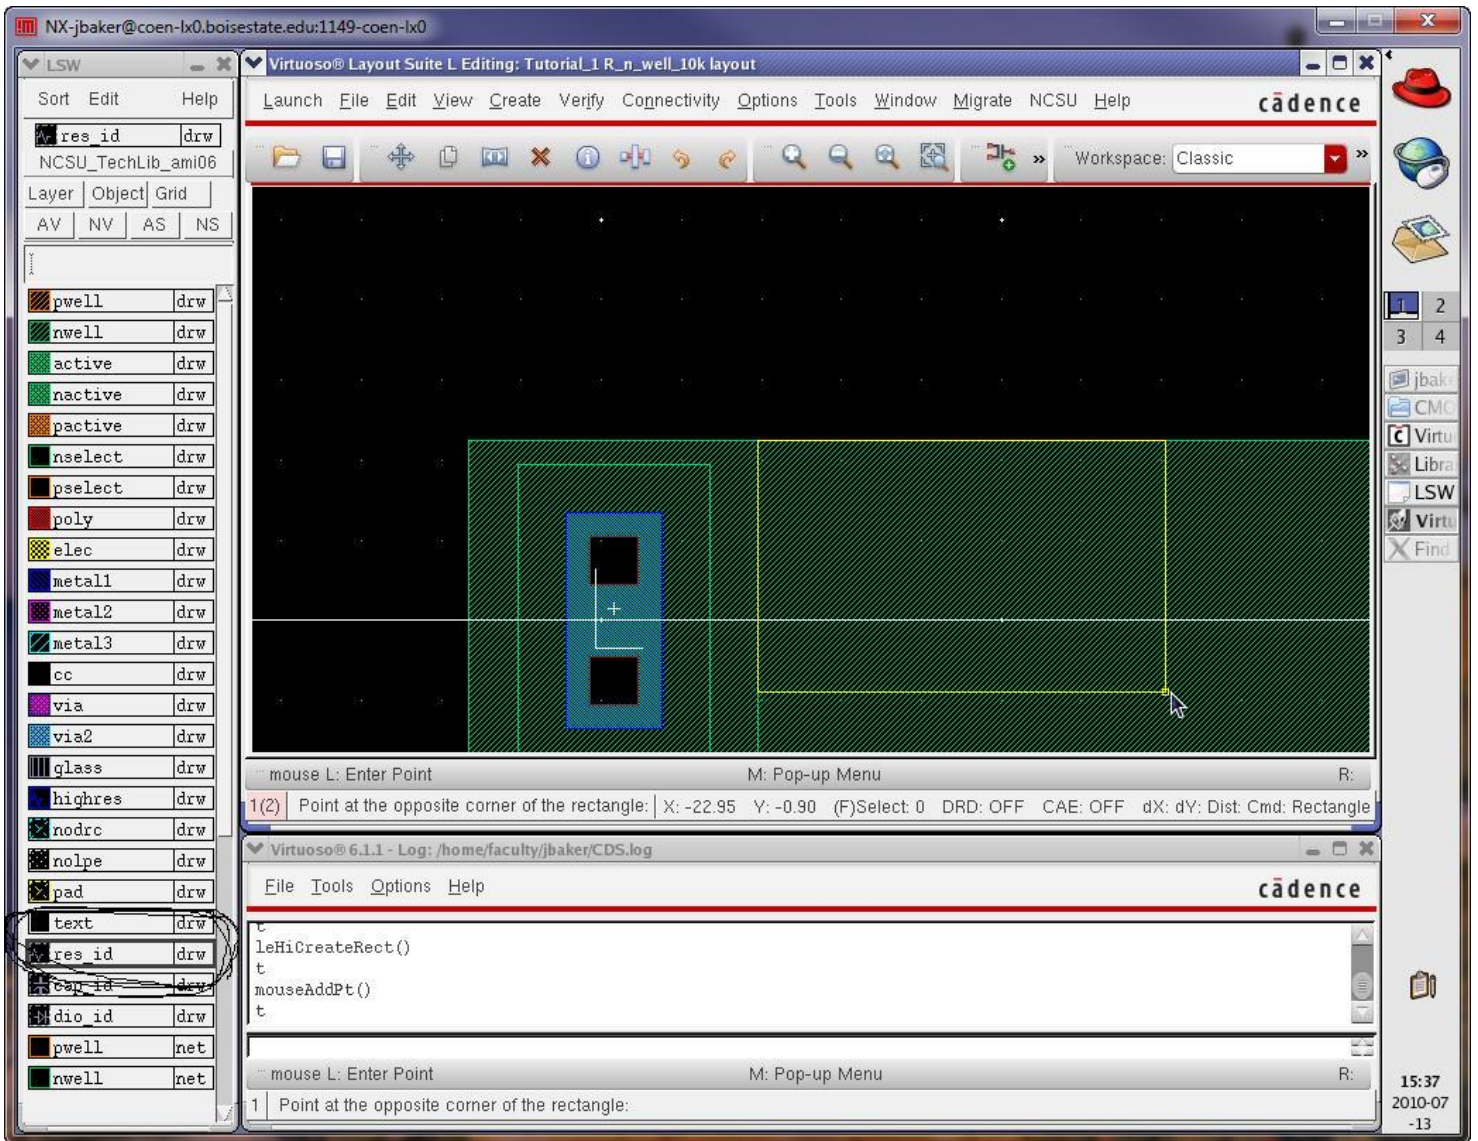 NX-jbaker@coen-lx0.boisestate.edu:1149-coen-lx0
LSW
Sort Edit Help
res_id drw
NCSU_TechLib_ami06
Layer Object Grid
AV NV AS NS
pwell drw
nwell drw
active drw
nactive drw
pactive drw
nselect drw
pselect drw
poly drw
elec drw
metal1 drw
metal2 drw
metal3 drw
cc drw
via drw
via2 drw
glass drw
highres drw
nodrc drw
nolpe drw
pad drw
text drw
res_id drw
cap_id drw
dio_id drw
pwell net
nwell net
Virtuoso® Layout Suite L Editing: Tutorial_1 R_n_well_10k layout
Launch File Edit View Create Verify Connectivity Options Tools Window Migrate NCSU Help
cādence
» Workspace: Classic »
mouse L: Enter Point M: Pop-up Menu R:
1(2) Point at the opposite corner of the rectangle: X: -22.95 Y: -0.90 (F)Select: 0 DRD: OFF CAE: OFF dX: dY: Dist: Cmd: Rectangle
Virtuoso® 6.1.1 - Log: /home/faculty/jbaker/CDS.log
File Tools Options Help
cādence
t
leHiCreateRect()
t
mouseAddPt()
t
mouse L: Enter Point M: Pop-up Menu R:
1 Point at the opposite corner of the rectangle:
1 2
3 4
jbak
CMO
Virtu
Libra
LSW
Virtu
Find
15:37
2010-07
-13